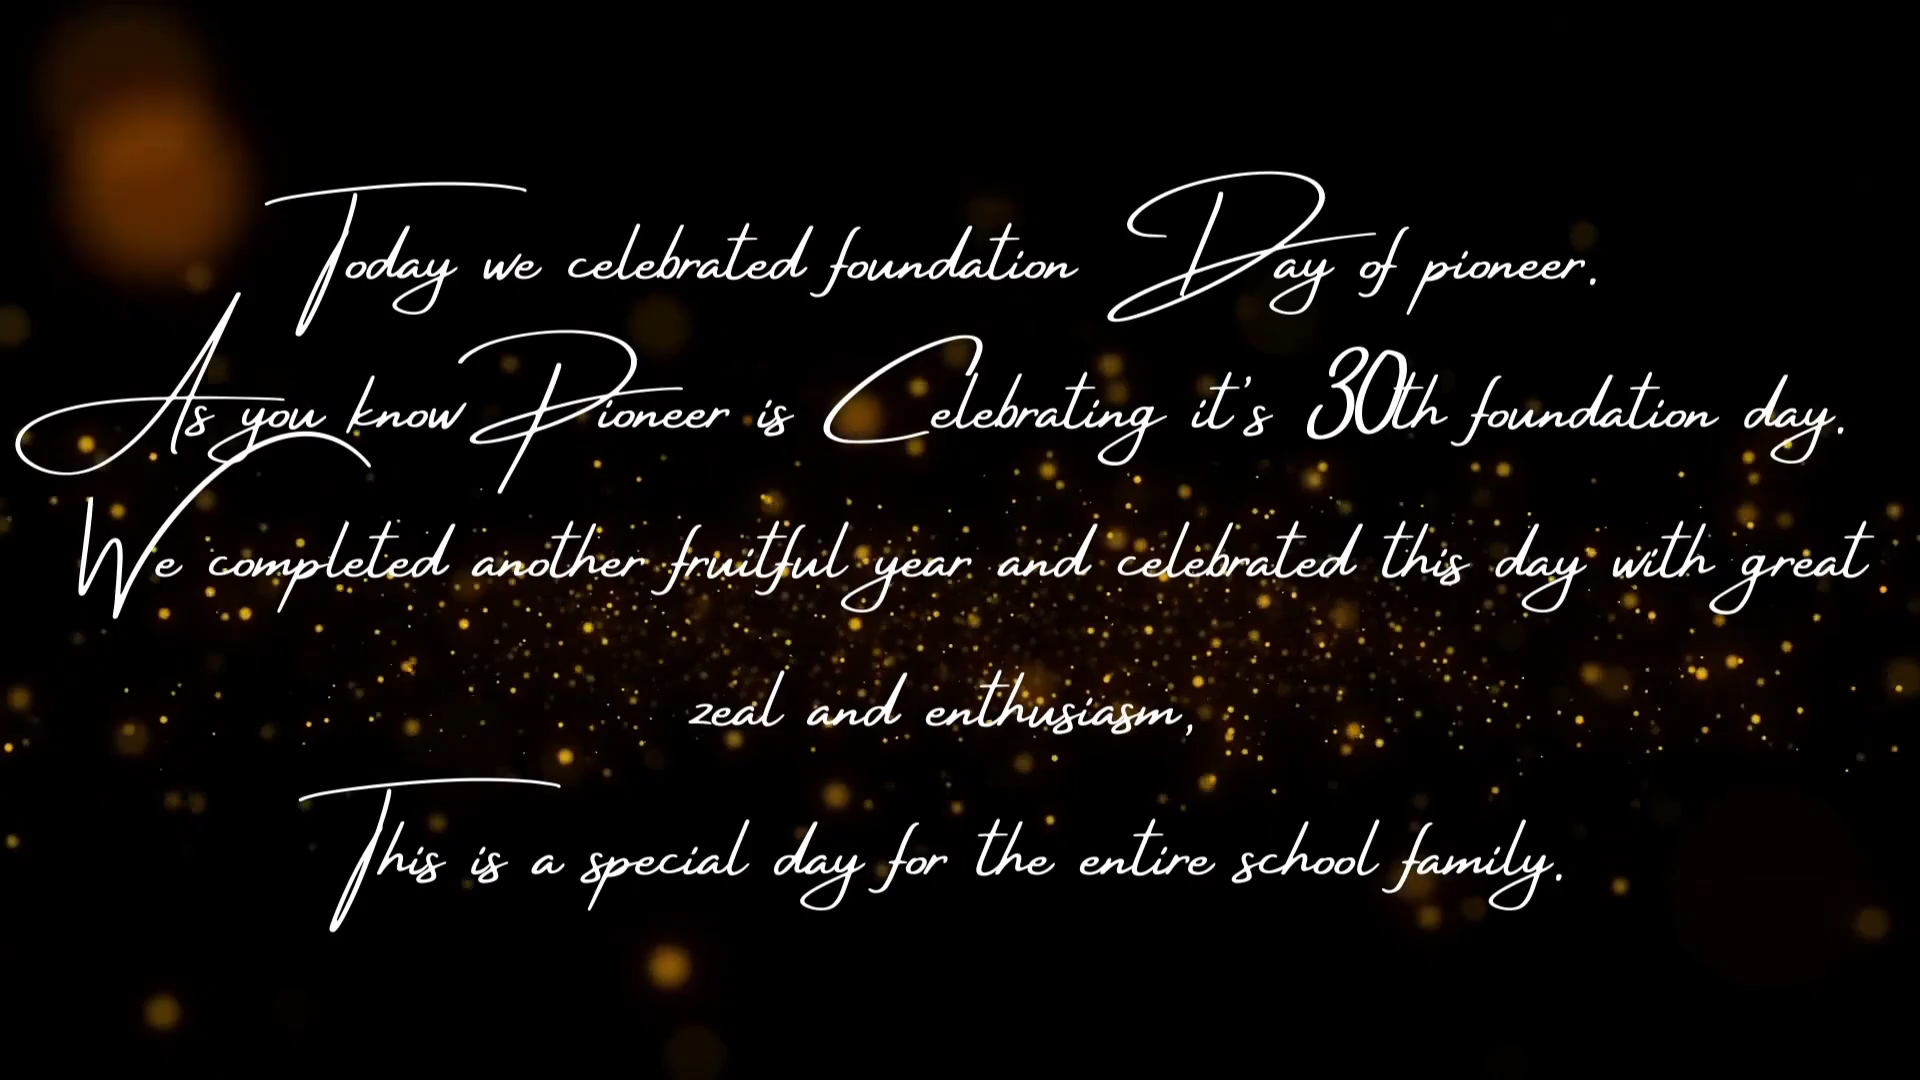 Today we celebrated foundation Day of pioneer.
As you know Pioneer is Celebrating it's 30th foundation day.
We completed another fruitful year and celebrated this day with great
zeal and enthusiasm,
This is a special day for the entire school family.